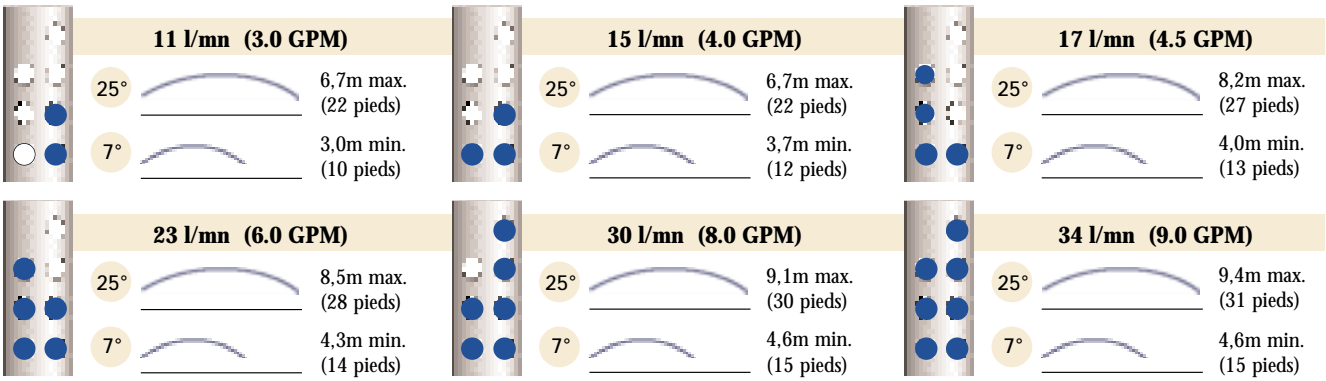 11 l/mn (3.0 GPM)
25°
6,7m max.
(22 pieds)
7°
3,0m min.
(10 pieds)
15 l/mn (4.0 GPM)
25°
6,7m max.
(22 pieds)
7°
3,7m min.
(12 pieds)
17 l/mn (4.5 GPM)
25°
8,2m max.
(27 pieds)
7°
4,0m min.
(13 pieds)
23 l/mn (6.0 GPM)
25°
8,5m max.
(28 pieds)
7°
4,3m min.
(14 pieds)
30 l/mn (8.0 GPM)
25°
9,1m max.
(30 pieds)
7°
4,6m min.
(15 pieds)
34 l/mn (9.0 GPM)
25°
9,4m max.
(31 pieds)
7°
4,6m min.
(15 pieds)